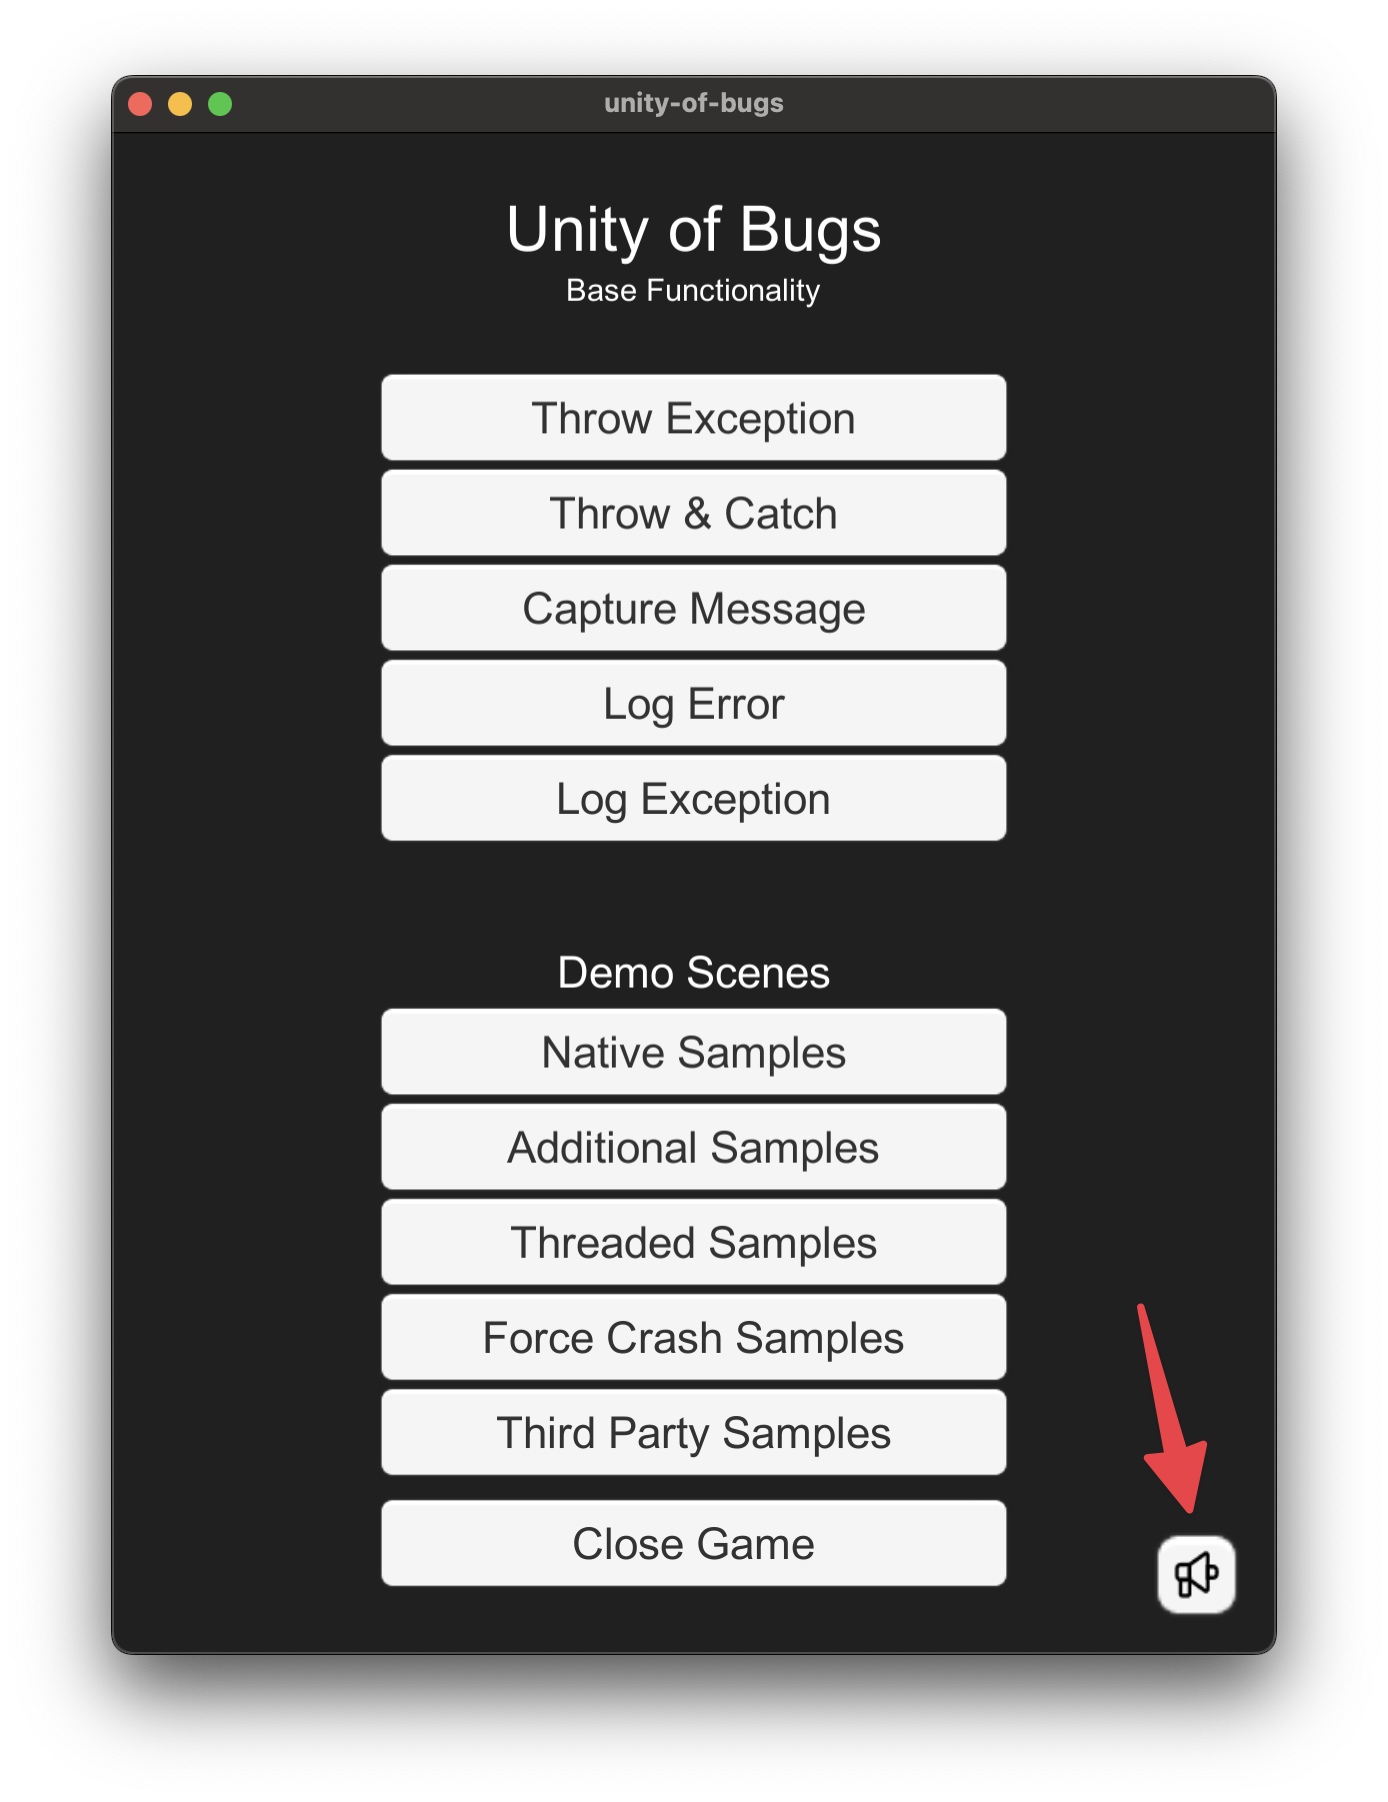 unity-of-bugs
Unity of Bugs
Base Functionality
Throw Exception
Throw & Catch
Capture Message
Log Error
Log Exception
Demo Scenes
Native Samples
Additional Samples
Threaded Samples
Force Crash Samples
Third Party Samples
Close Game